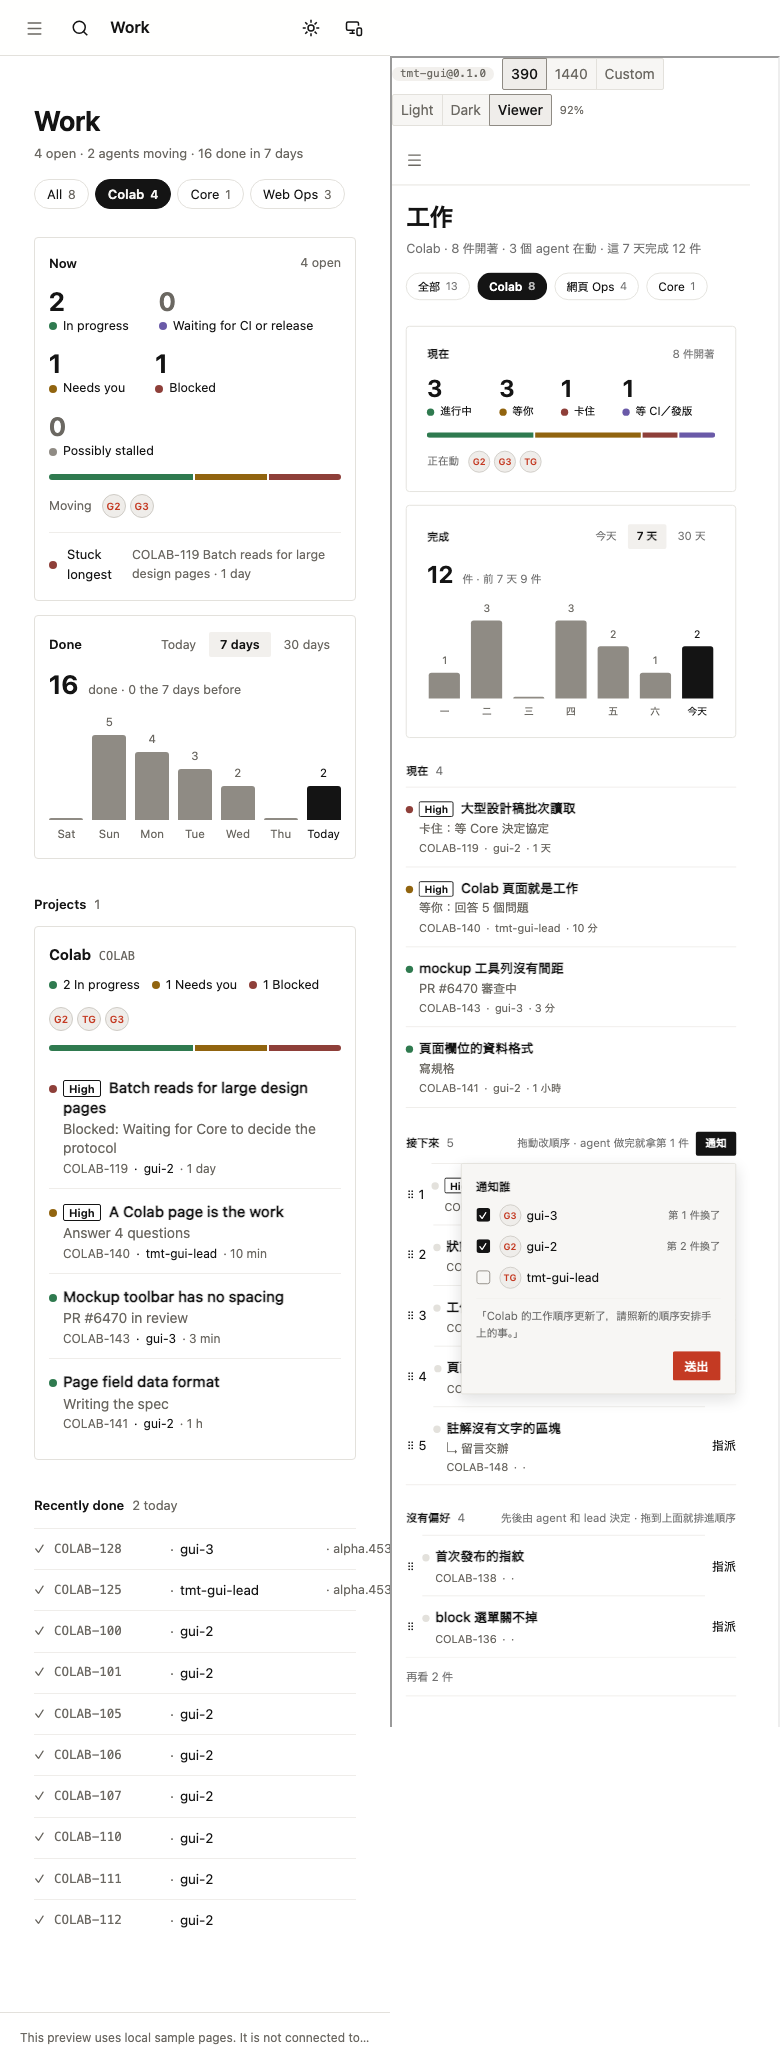 Work
Work
4 open · 2 agents moving · 16 done in 7 days
All 8
Colab 4
Core 1
Web Ops 3
Now
4 open
2
In progress
0
Waiting for CI or release
1
Needs you
1
Blocked
0
Possibly stalled
Moving G2 G3
Stuck longest
COLAB-119 Batch reads for large
design pages · 1 day
Done
Today 7 days 30 days
16 done · 0 the 7 days before
5
4
3
2
2
Sat Sun Mon Tue Wed Thu Today
Projects 1
Colab COLAB
2 In progress 1 Needs you 1 Blocked
G2 TG G3
High Batch reads for large design
pages
Blocked: Waiting for Core to decide the
protocol
COLAB-119 · gui-2 · 1 day
High A Colab page is the work
Answer 4 questions
COLAB-140 · tmt-gui-lead · 10 min
Mockup toolbar has no spacing
PR #6470 in review
COLAB-143 · gui-3 · 3 min
Page field data format
Writing the spec
COLAB-141 · gui-2 · 1 h
Recently done 2 today
COLAB-128 · gui-3 · alpha.453
COLAB-125 · tmt-gui-lead · alpha.453
COLAB-100 · gui-2
COLAB-101 · gui-2
COLAB-105 · gui-2
COLAB-106 · gui-2
COLAB-107 · gui-2
COLAB-110 · gui-2
COLAB-111 · gui-2
COLAB-112 · gui-2
This preview uses local sample pages. It is not connected to...
tmt-gui@0.1.0 390 1440 Custom
Light Dark Viewer 92%
工作
Colab · 8 件開著 · 3 個 agent 在動 · 這 7 天完成 12 件
全部 13
Colab 8
網頁 Ops 4
Core 1
現在
8 件開著
3
進行中
3
等你
1
卡住
1
等 CI／發版
正在動 G2 G3 TG
完成
今天 7 天 30 天
12 件 · 前 7 天 9 件
1
3
3
2
1
2
一 二 三 四 五 六 今天
現在 4
High 大型設計稿批次讀取
卡住：等 Core 決定協定
COLAB-119 · gui-2 · 1 天
High Colab 頁面就是工作
等你：回答 5 個問題
COLAB-140 · tmt-gui-lead · 10 分
mockup 工具列沒有間距
PR #6470 審查中
COLAB-143 · gui-3 · 3 分
頁面欄位的資料格式
寫規格
COLAB-141 · gui-2 · 1 小時
接下來 5
拖動改順序 · agent 做完就拿第 1 件 通知
1 Hi
CO
2 狀
CO
3 工
CO
4 頁
CO
通知誰
G3 gui-3 第 1 件換了
G2 gui-2 第 2 件換了
TG tmt-gui-lead
「Colab 的工作順序更新了，請照新的順序安排手
上的事。」
送出
5 註解沒有文字的區塊
留言交辦
COLAB-148 · ·
指派
沒有偏好 4
先後由 agent 和 lead 決定 · 拖到上面就排進順序
首次發布的指紋
COLAB-138 · ·
指派
block 選單關不掉
COLAB-136 · ·
指派
再看 2 件